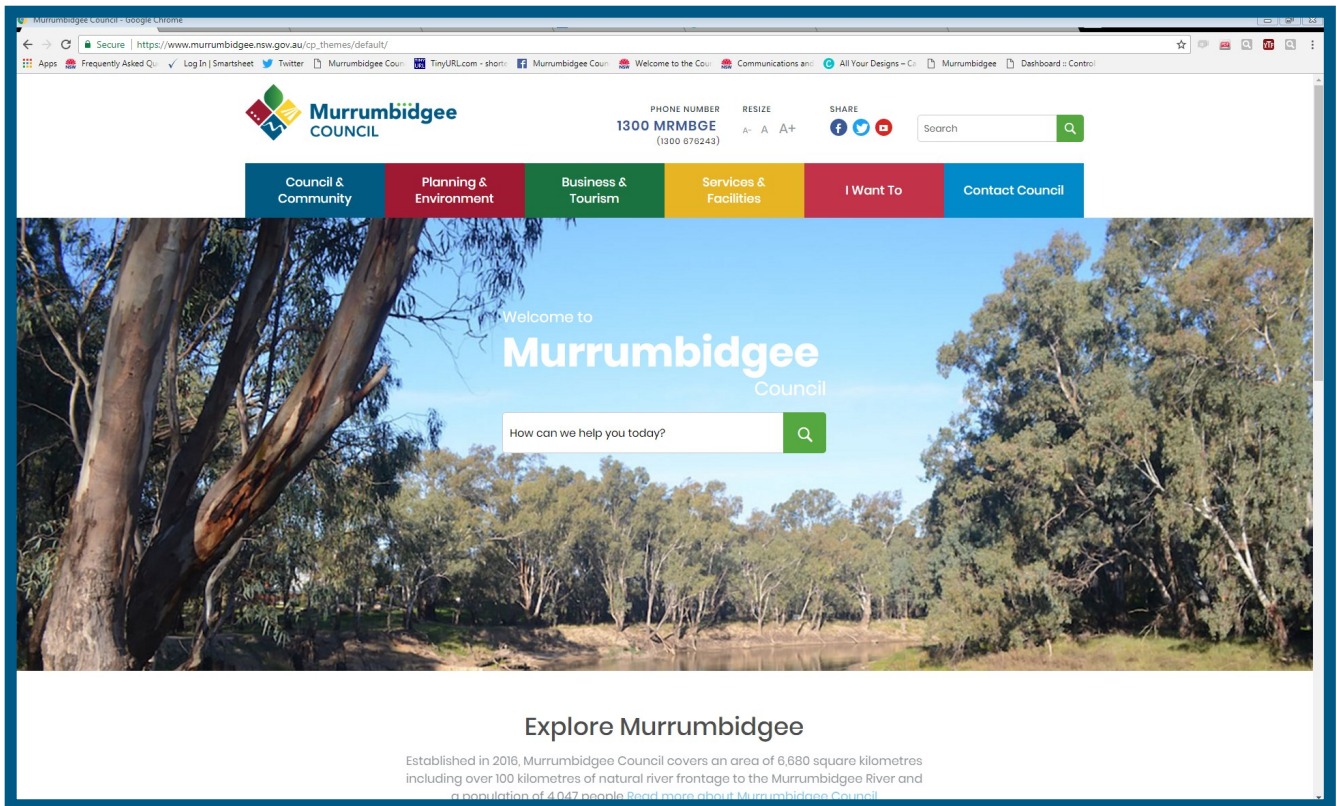 Murrumbidgee Council - Google Chrome
Secure | https://www.murrumbidgee.nsw.gov.au/cp_themes/default/
Apps Frequently Asked Qu Log In | Smartsheet Twitter Murrumbidgee Coun TinyURL.com - shorte Murrumbidgee Coun Welcome to the Cou Communications and All Your Designs – Ca Murrumbidgee Dashboard :: Control
Murrumbidgee
COUNCIL
PHONE NUMBER
1300 MRMBGE
(1300 676243)
RESIZE
A- A A+
SHARE
Search
Council &
Community
Planning &
Environment
Business &
Tourism
Services &
Facilities
I Want To
Contact Council
Welcome to
Murrumbidgee
Council
How can we help you today?
Explore Murrumbidgee
Established in 2016, Murrumbidgee Council covers an area of 6,680 square kilometres
including over 100 kilometres of natural river frontage to the Murrumbidgee River and
a population of 4,047 people Read more about Murrumbidgee Council